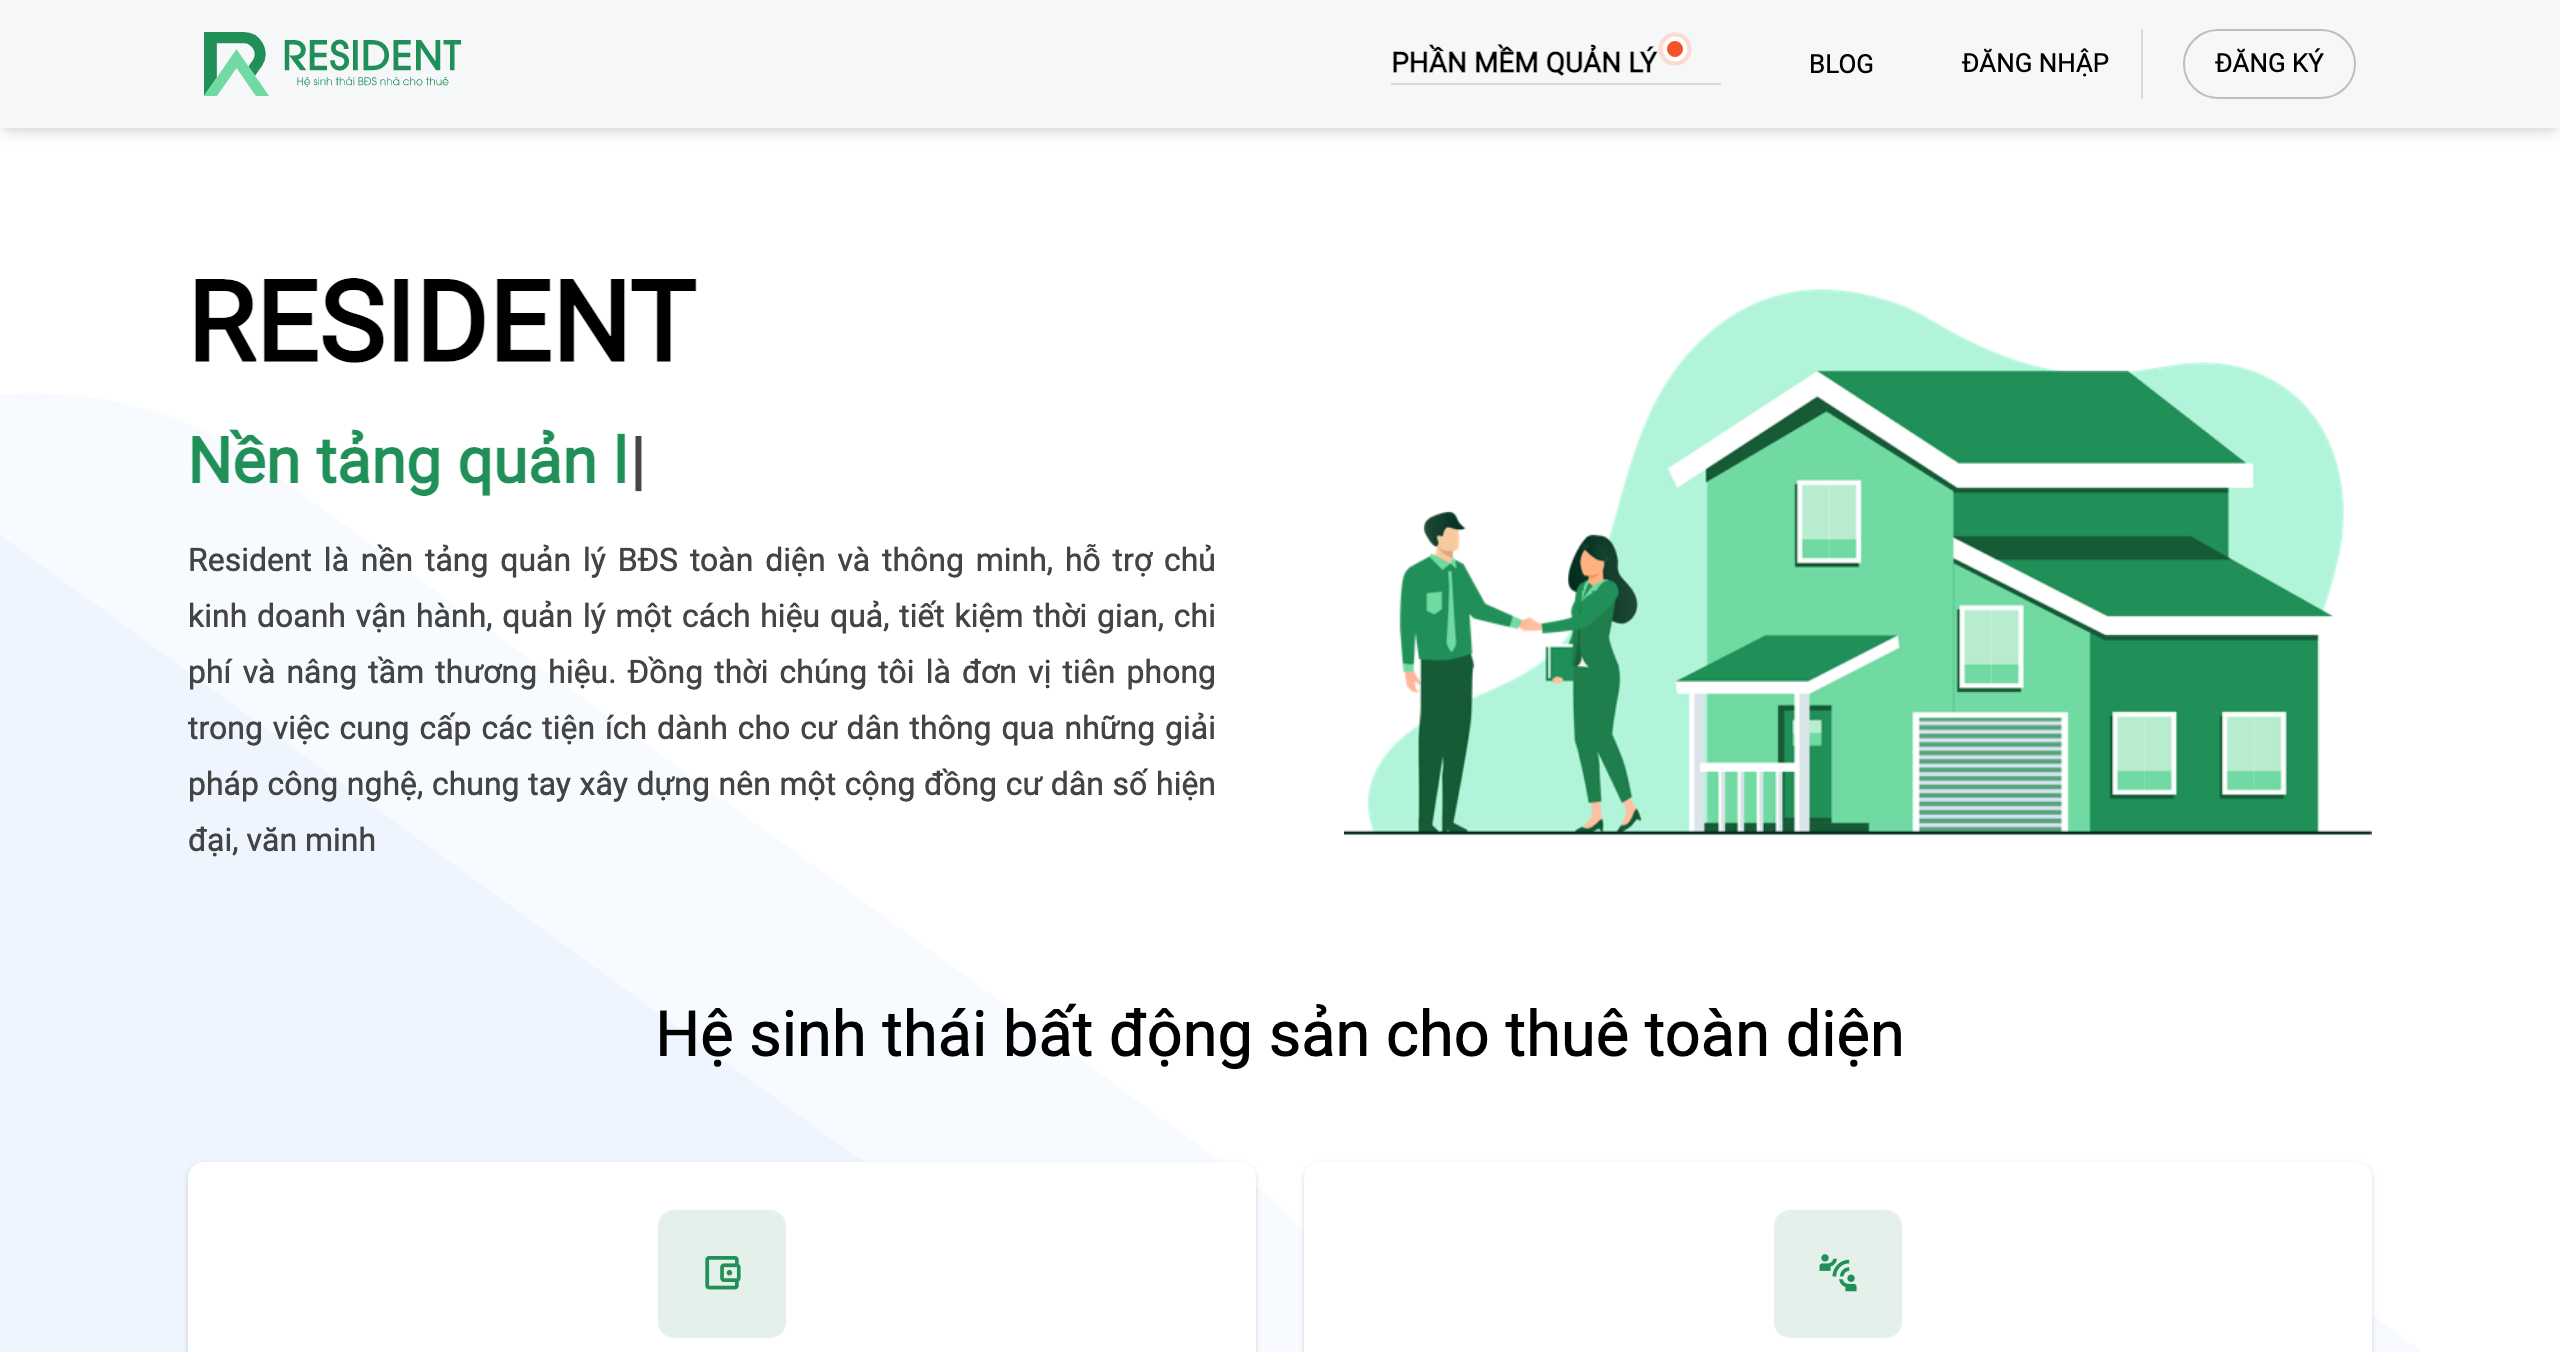 RESIDENT
Hệ sinh thái BĐS nhà cho thuê
PHẦN MỀM QUẢN LÝ
BLOG
ĐĂNG NHẬP
ĐĂNG KÝ
RESIDENT
Nền tảng quản l
Resident là nền tảng quản lý BĐS toàn diện và thông minh, hỗ trợ chủ
kinh doanh vận hành, quản lý một cách hiệu quả, tiết kiệm thời gian, chi
phí và nâng tầm thương hiệu. Đồng thời chúng tôi là đơn vị tiên phong
trong việc cung cấp các tiện ích dành cho cư dân thông qua những giải
pháp công nghệ, chung tay xây dựng nên một cộng đồng cư dân số hiện
đại, văn minh
Hệ sinh thái bất động sản cho thuê toàn diện